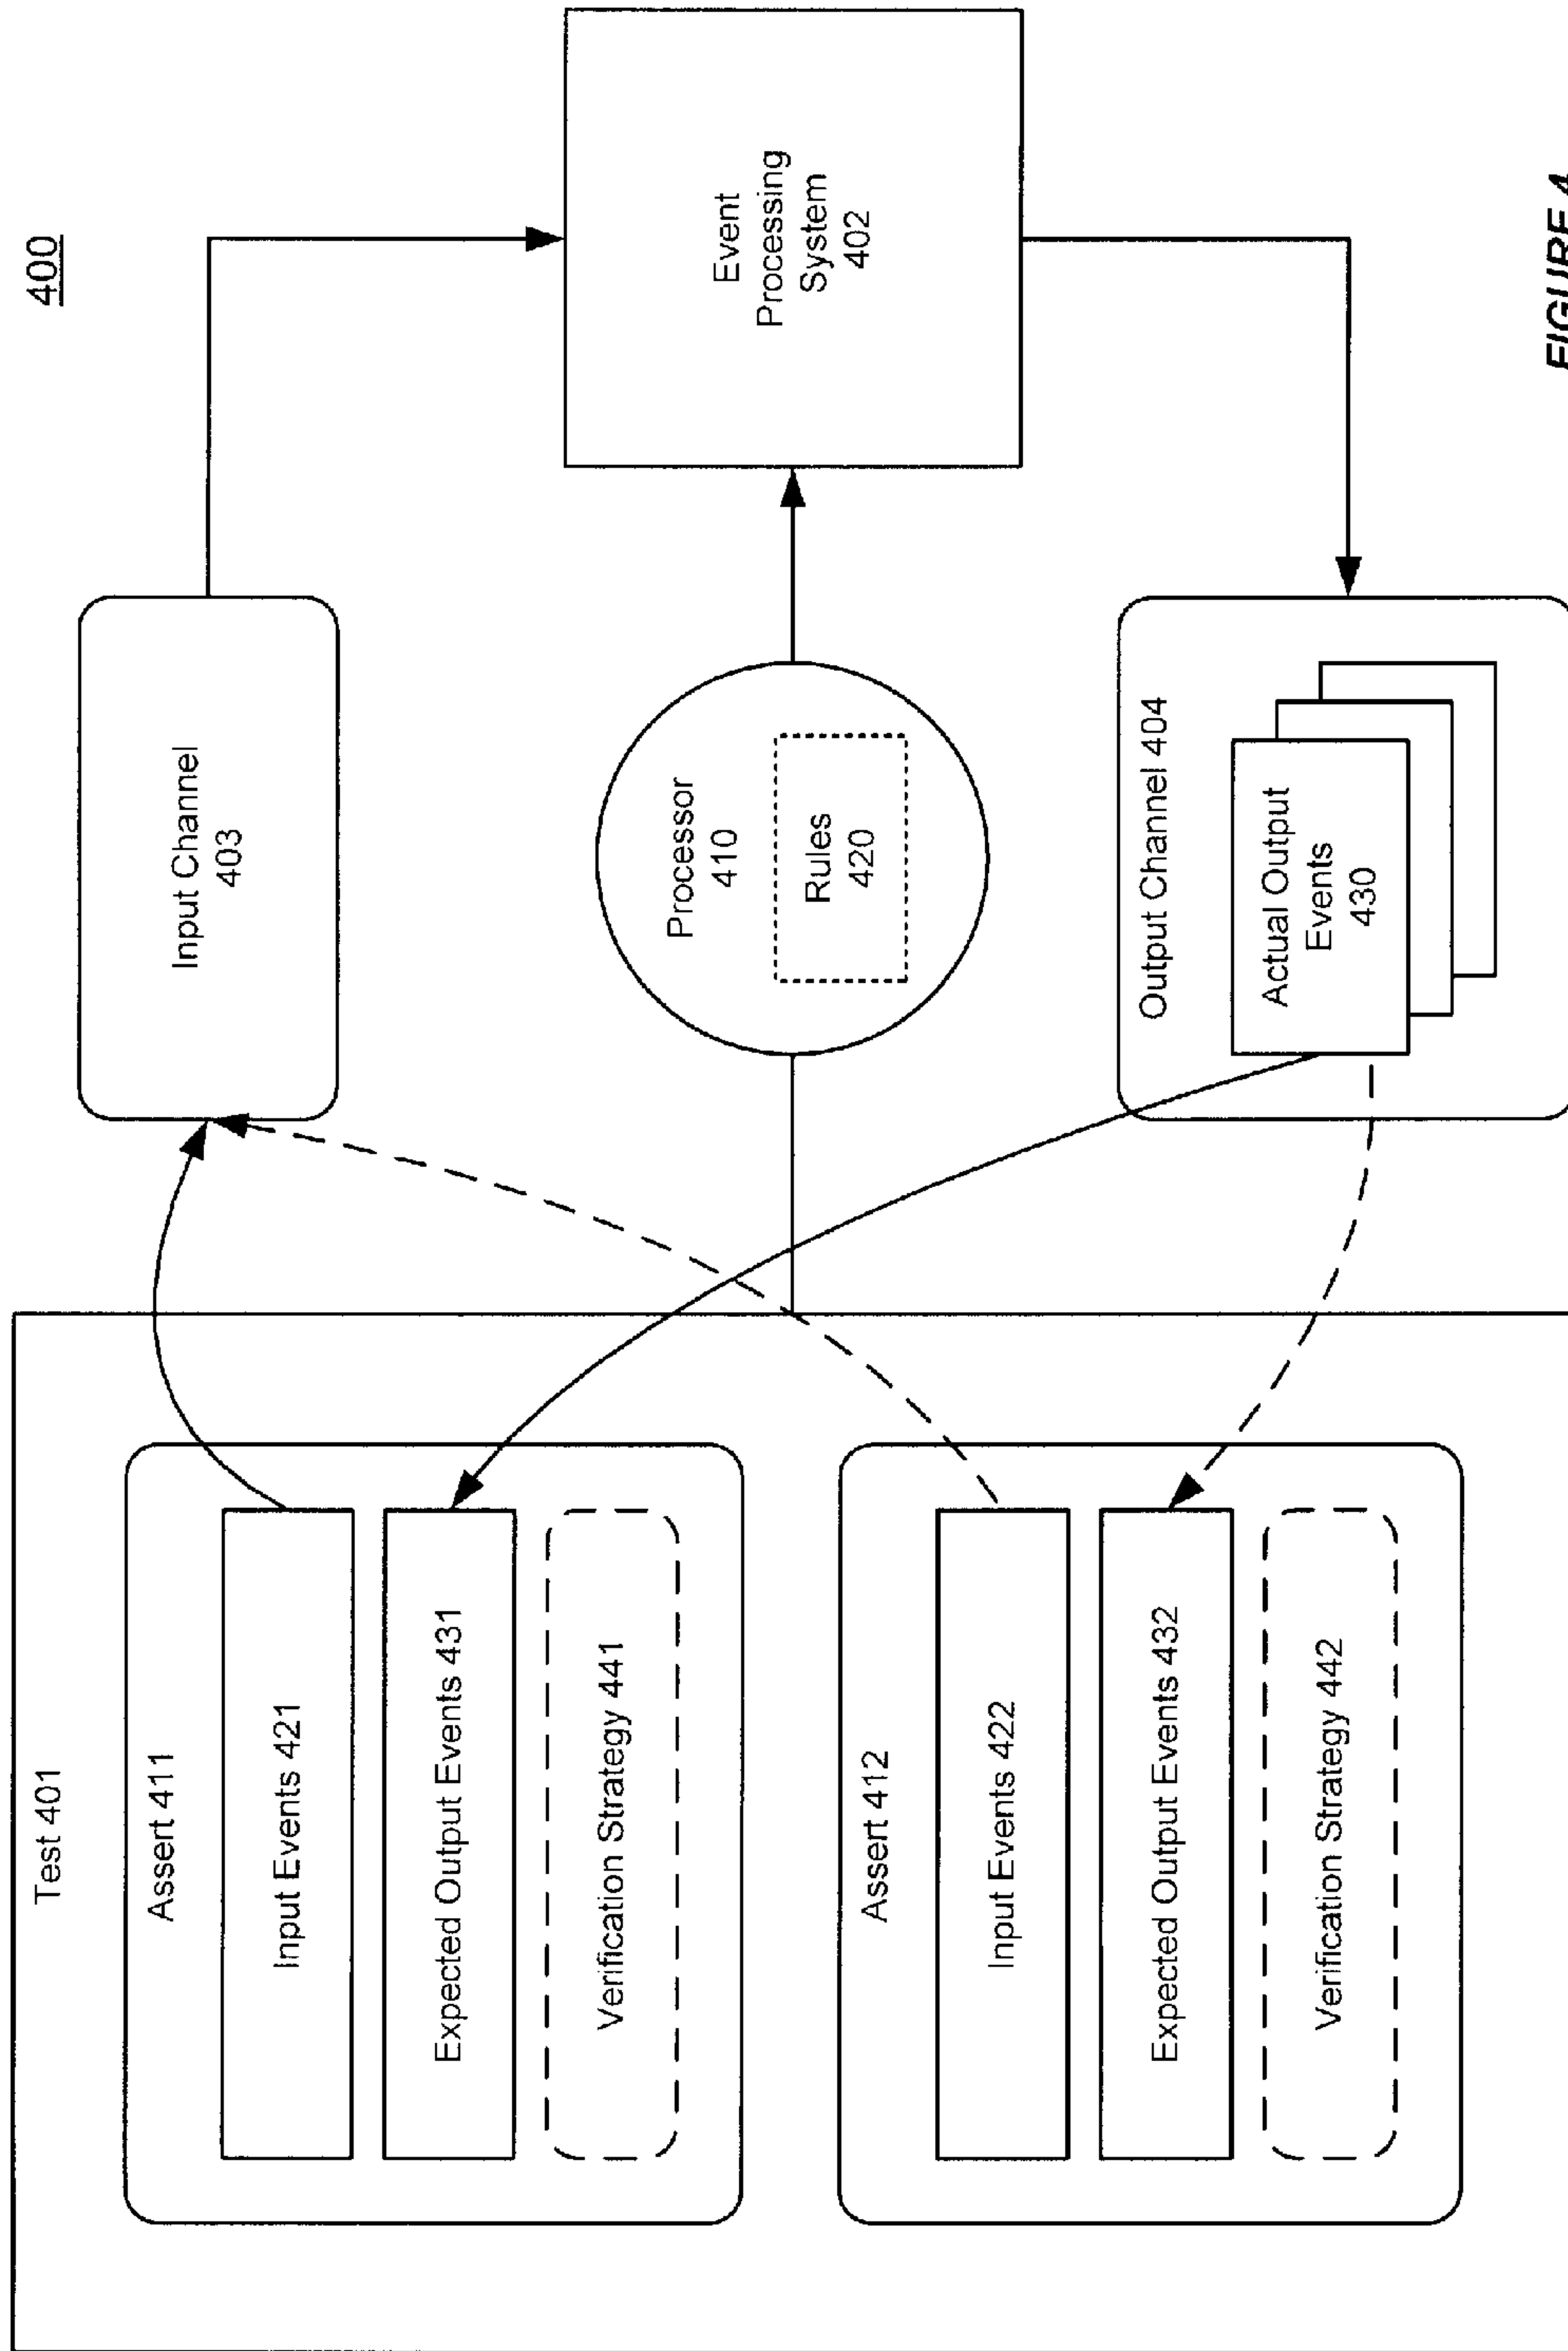 400
Test 401
Assert 411
Input Events 421
Expected Output Events 431
Verification Strategy 441
Assert 412
Input Events 422
Expected Output Events 432
Verification Strategy 442
Input Channel
403
Processor
410
Rules
420
Output Channel 404
Actual Output
Events
430
Event
Processing
System
402
FIGURE 4